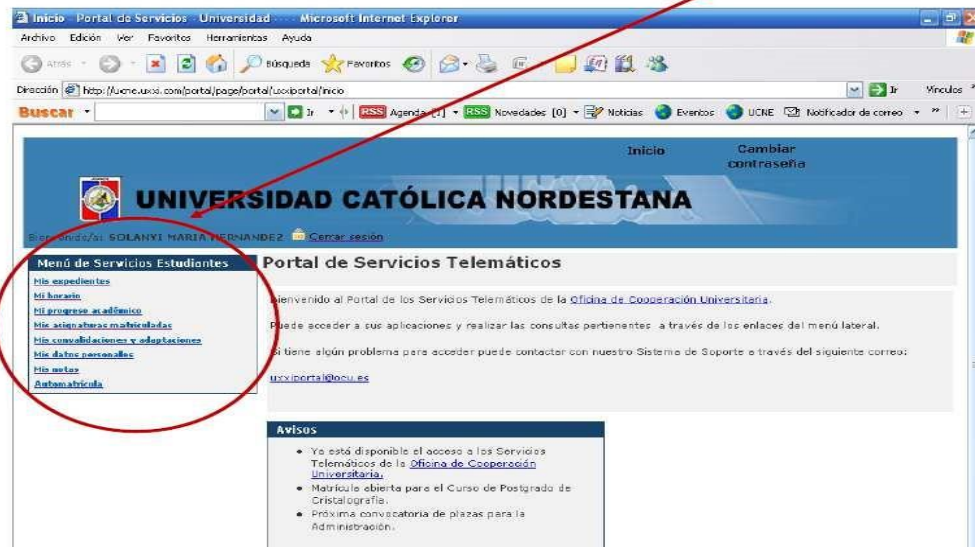 Inicio - Portal de Servicios - Universidad ---- Microsoft Internet Explorer
Archivo Edición Ver Favoritos Herramientas Ayuda
Atrás Búsqueda Favoritos
Dirección http://ucne.uxxi.com/portal/page/portal/uxxiportal/inicio Ir Vínculos »
Buscar Ir RSS Agenda [1] RSS Novedades [0] Noticias Eventos UCNE Notificador de correo »
Inicio Cambiar
contraseña
UNIVERSIDAD CATÓLICA NORDESTANA
Bienvenido/a: SOLANYI MARIA HERNANDEZ Cerrar sesión
Menú de Servicios Estudiantes
Mis expedientes
Mi horario
Mi progreso académico
Mis asignaturas matriculadas
Mis convalidaciones y adaptaciones
Mis datos personales
Mis notas
Automatrícula
Portal de Servicios Telemáticos
Bienvenido al Portal de los Servicios Telemáticos de la Oficina de Cooperación Universitaria.
Puede acceder a sus aplicaciones y realizar las consultas pertinentes a través de los enlaces del menú lateral.
Si tiene algún problema para acceder puede contactar con nuestro Sistema de Soporte a través del siguiente correo:
uxxiportal@ocu.es
Avisos
• Ya está disponible el acceso a los Servicios
Telemáticos de la Oficina de Cooperación
Universitaria.
• Matrícula abierta para el Curso de Postgrado de
Cristalografía.
• Próxima convocatoria de plazas para la
Administración.